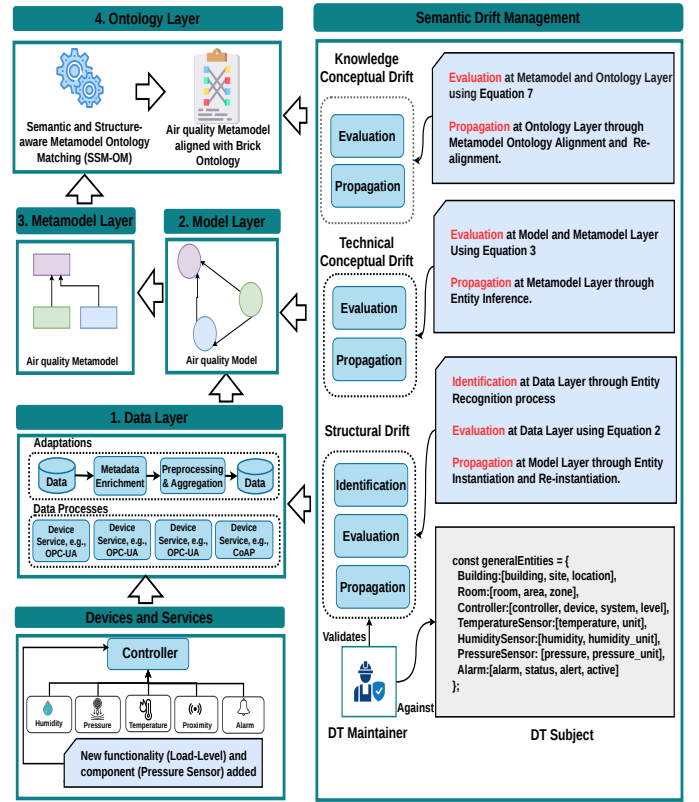 4. Ontology Layer
Semantic and Structure-
aware Metamodel Ontology
Matching (SSM-OM)
Air quality Metamodel
aligned with Brick
Ontology
3. Metamodel Layer
Air quality Metamodel
2. Model Layer
Air quality Model
1. Data Layer
Adaptations
Data
Metadata
Enrichment
Preprocessing
& Aggregation
Data
Data Processes
Device
Service, e.g.,
OPC-UA
Device
Service, e.g.,
OPC-UA
Device
Service, e.g.,
OPC-UA
Device
Service, e.g.,
CoAP
Devices and Services
Controller
Humidity
Pressure
Temperature
Proximity
Alarm
New functionality (Load-Level) and
component (Pressure Sensor) added
Semantic Drift Management
Knowledge
Conceptual Drift
Evaluation
Propagation
Evaluation at Metamodel and Ontology Layer
using Equation 7
Propagation at Ontology Layer through
Metamodel Ontology Alignment and Re-
alignment.
Technical
Conceptual Drift
Evaluation
Propagation
Evaluation at Model and Metamodel Layer
Using Equation 3
Propagation at Metamodel Layer through
Entity Inference.
Structural Drift
Identification
Evaluation
Propagation
Identification at Data Layer through Entity
Recognition process
Evaluation at Data Layer using Equation 2
Propagation at Model Layer through Entity
Instantiation and Re-instantiation.
Validates
DT Maintainer
Against
const generalEntities = {
Building:[building, site, location],
Room:[room, area, zone],
Controller:[controller, device, system, level],
TemperatureSensor:[temperature, unit],
HumiditySensor:[humidity, humidity_unit],
PressureSensor: [pressure, pressure_unit],
Alarm:[alarm, status, alert, active]
};
DT Subject